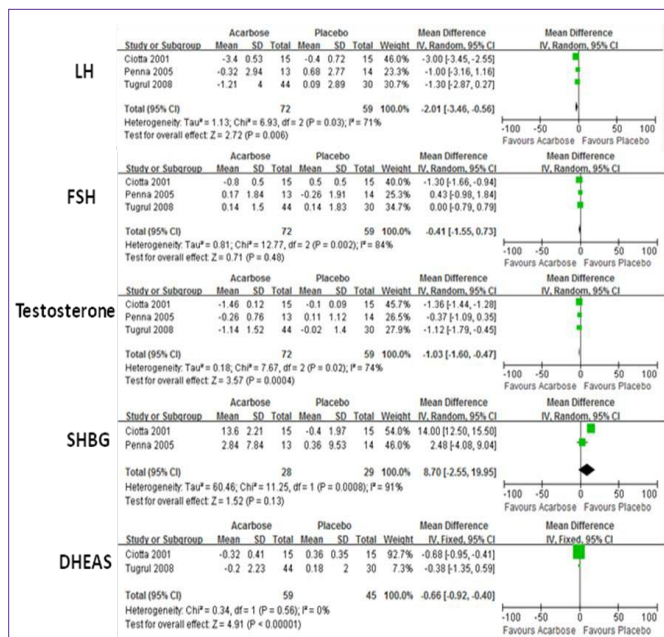 LH
Acarbose Placebo Mean Difference Mean Difference
Study or Subgroup Mean SD Total Mean SD Total Weight IV, Random, 95% CI IV, Random, 95% CI
Ciotta 2001 -3.4 0.53 15 -0.4 0.72 15 46.0% -3.00 [-3.45, -2.55]
Penna 2005 -0.32 2.94 13 0.68 2.77 14 23.3% -1.00 [-3.16, 1.16]
Tugrul 2008 -1.21 4 44 0.09 2.89 30 30.7% -1.30 [-2.87, 0.27]
Total (95% CI) 72 59 100.0% -2.01 [-3.46, -0.56]
Heterogeneity: Tau² = 1.13; Chi² = 6.93, df = 2 (P = 0.03); I² = 71%
Test for overall effect: Z = 2.72 (P = 0.006)
-100 -50 0 50 100
Favours Acarbose Favours Placebo
FSH
Acarbose Placebo Mean Difference Mean Difference
Study or Subgroup Mean SD Total Mean SD Total Weight IV, Random, 95% CI IV, Random, 95% CI
Ciotta 2001 -0.8 0.5 15 0.5 0.5 15 40.0% -1.30 [-1.66, -0.94]
Penna 2005 0.17 1.84 13 -0.26 1.91 14 25.3% 0.43 [-0.98, 1.84]
Tugrul 2008 0.14 1.5 44 0.14 1.83 30 34.7% 0.00 [-0.79, 0.79]
Total (95% CI) 72 59 100.0% -0.41 [-1.55, 0.73]
Heterogeneity: Tau² = 0.81; Chi² = 12.77, df = 2 (P = 0.002); I² = 84%
Test for overall effect: Z = 0.71 (P = 0.48)
-100 -50 0 50 100
Favours Acarbose Favours Placebo
Testosterone
Acarbose Placebo Mean Difference Mean Difference
Study or Subgroup Mean SD Total Mean SD Total Weight IV, Random, 95% CI IV, Random, 95% CI
Ciotta 2001 -1.46 0.12 15 -0.1 0.09 15 45.7% -1.36 [-1.44, -1.28]
Penna 2005 -0.26 0.76 13 0.11 1.12 14 26.5% -0.37 [-1.09, 0.35]
Tugrul 2008 -1.14 1.52 44 -0.02 1.4 30 27.9% -1.12 [-1.79, -0.45]
Total (95% CI) 72 59 100.0% -1.03 [-1.60, -0.47]
Heterogeneity: Tau² = 0.18; Chi² = 7.67, df = 2 (P = 0.02); I² = 74%
Test for overall effect: Z = 3.57 (P = 0.0004)
-100 -50 0 50 100
Favours Acarbose Favours Placebo
SHBG
Acarbose Placebo Mean Difference Mean Difference
Study or Subgroup Mean SD Total Mean SD Total Weight IV, Random, 95% CI IV, Random, 95% CI
Ciotta 2001 13.6 2.21 15 -0.4 1.97 15 54.0% 14.00 [12.50, 15.50]
Penna 2005 2.84 7.84 13 0.36 9.53 14 46.0% 2.48 [-4.08, 9.04]
Total (95% CI) 28 29 100.0% 8.70 [-2.55, 19.95]
Heterogeneity: Tau² = 60.46; Chi² = 11.25, df = 1 (P = 0.0008); I² = 91%
Test for overall effect: Z = 1.52 (P = 0.13)
-100 -50 0 50 100
Favours Acarbose Favours Placebo
DHEAS
Acarbose Placebo Mean Difference Mean Difference
Study or Subgroup Mean SD Total Mean SD Total Weight IV, Fixed, 95% CI IV, Fixed, 95% CI
Ciotta 2001 -0.32 0.41 15 0.36 0.35 15 92.7% -0.68 [-0.95, -0.41]
Tugrul 2008 -0.2 2.23 44 0.18 2 30 7.3% -0.38 [-1.35, 0.59]
Total (95% CI) 59 45 100.0% -0.66 [-0.92, -0.40]
Heterogeneity: Chi² = 0.34, df = 1 (P = 0.56); I² = 0%
Test for overall effect: Z = 4.91 (P < 0.00001)
-100 -50 0 50 100
Favours Acarbose Favours Placebo